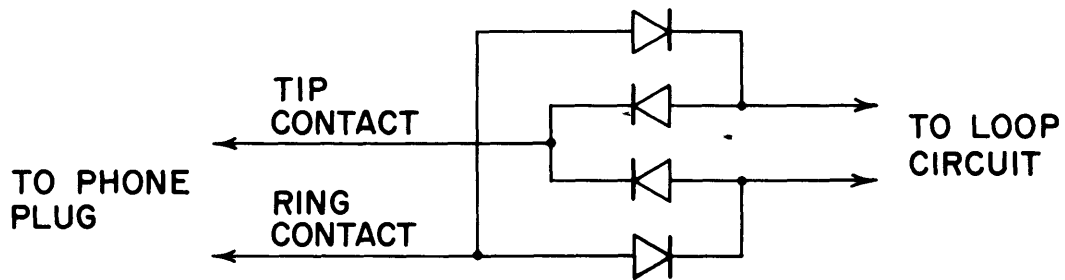 TIP
CONTACT
TO LOOP
CIRCUIT
TO PHONE
PLUG
RING
CONTACT